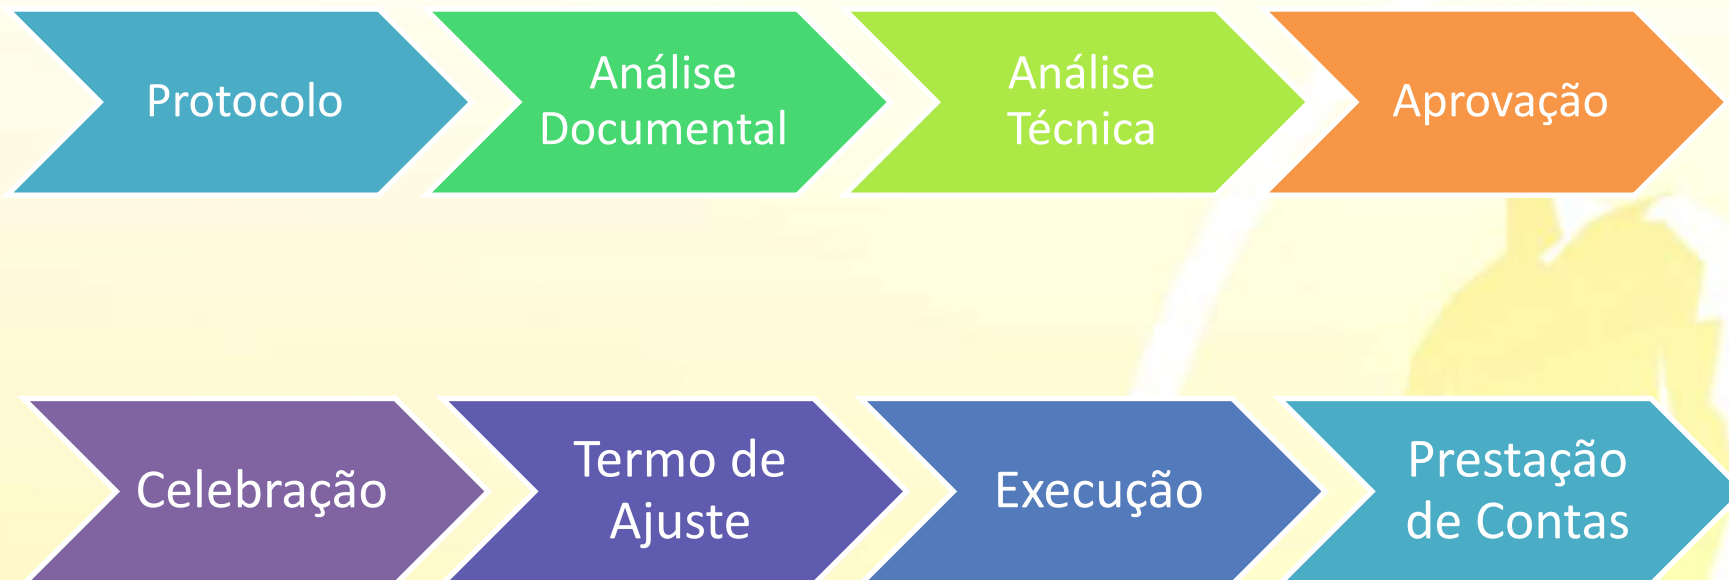 Protocolo
Análise
Documental
Análise
Técnica
Aprovação
Celebração
Termo de
Ajuste
Execução
Prestação
de Contas